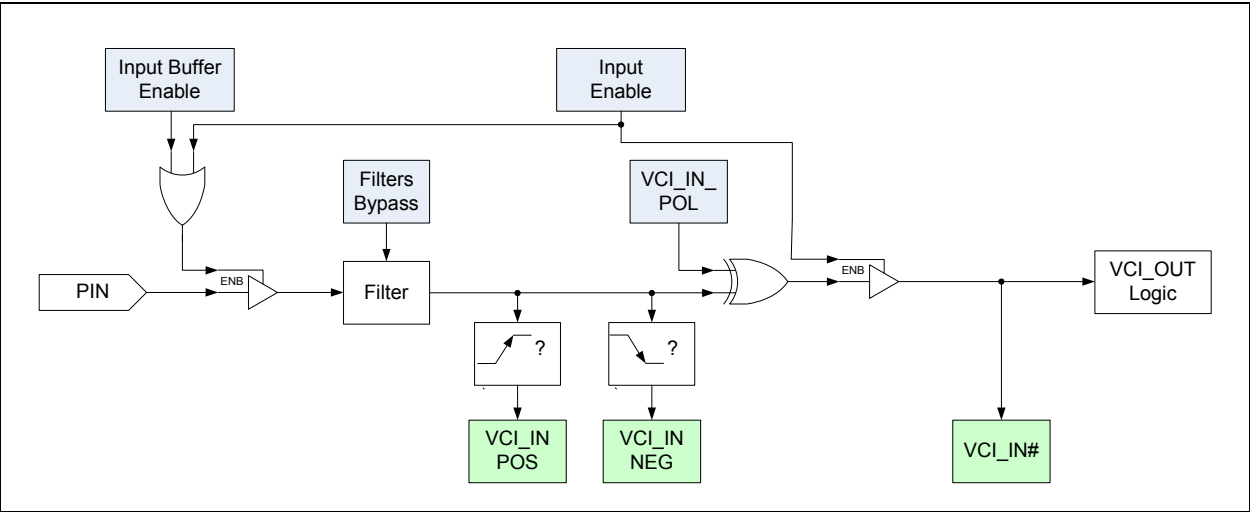 Input Buffer
Enable
Input
Enable
Filters
Bypass
VCI_IN_
POL
ENB
ENB
PIN
Filter
VCI_OUT
Logic
?
?
VCI_IN
POS
VCI_IN
NEG
VCI_IN#